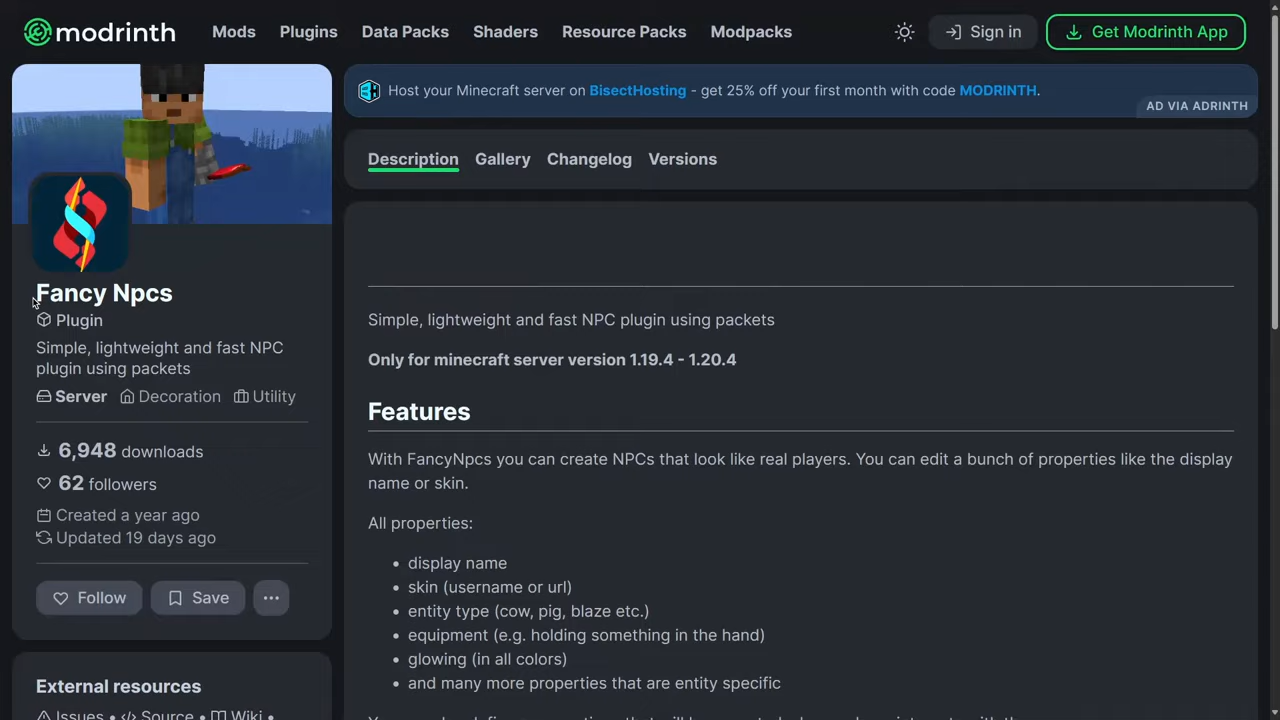 modrinth Mods Plugins Data Packs Shaders Resource Packs Modpacks Sign in Get Modrinth App
Host your Minecraft server on BisectHosting - get 25% off your first month with code MODRINTH.
AD VIA ADRINTH
Description Gallery Changelog Versions
Fancy Npcs
Plugin
Simple, lightweight and fast NPC
plugin using packets
Server Decoration Utility
6,948 downloads
62 followers
Created a year ago
Updated 19 days ago
Follow Save
External resources
Issues • Source • Wiki •
Simple, lightweight and fast NPC plugin using packets
Only for minecraft server version 1.19.4 - 1.20.4
Features
With FancyNpcs you can create NPCs that look like real players. You can edit a bunch of properties like the display
name or skin.
All properties:
• display name
• skin (username or url)
• entity type (cow, pig, blaze etc.)
• equipment (e.g. holding something in the hand)
• glowing (in all colors)
• and many more properties that are entity specific